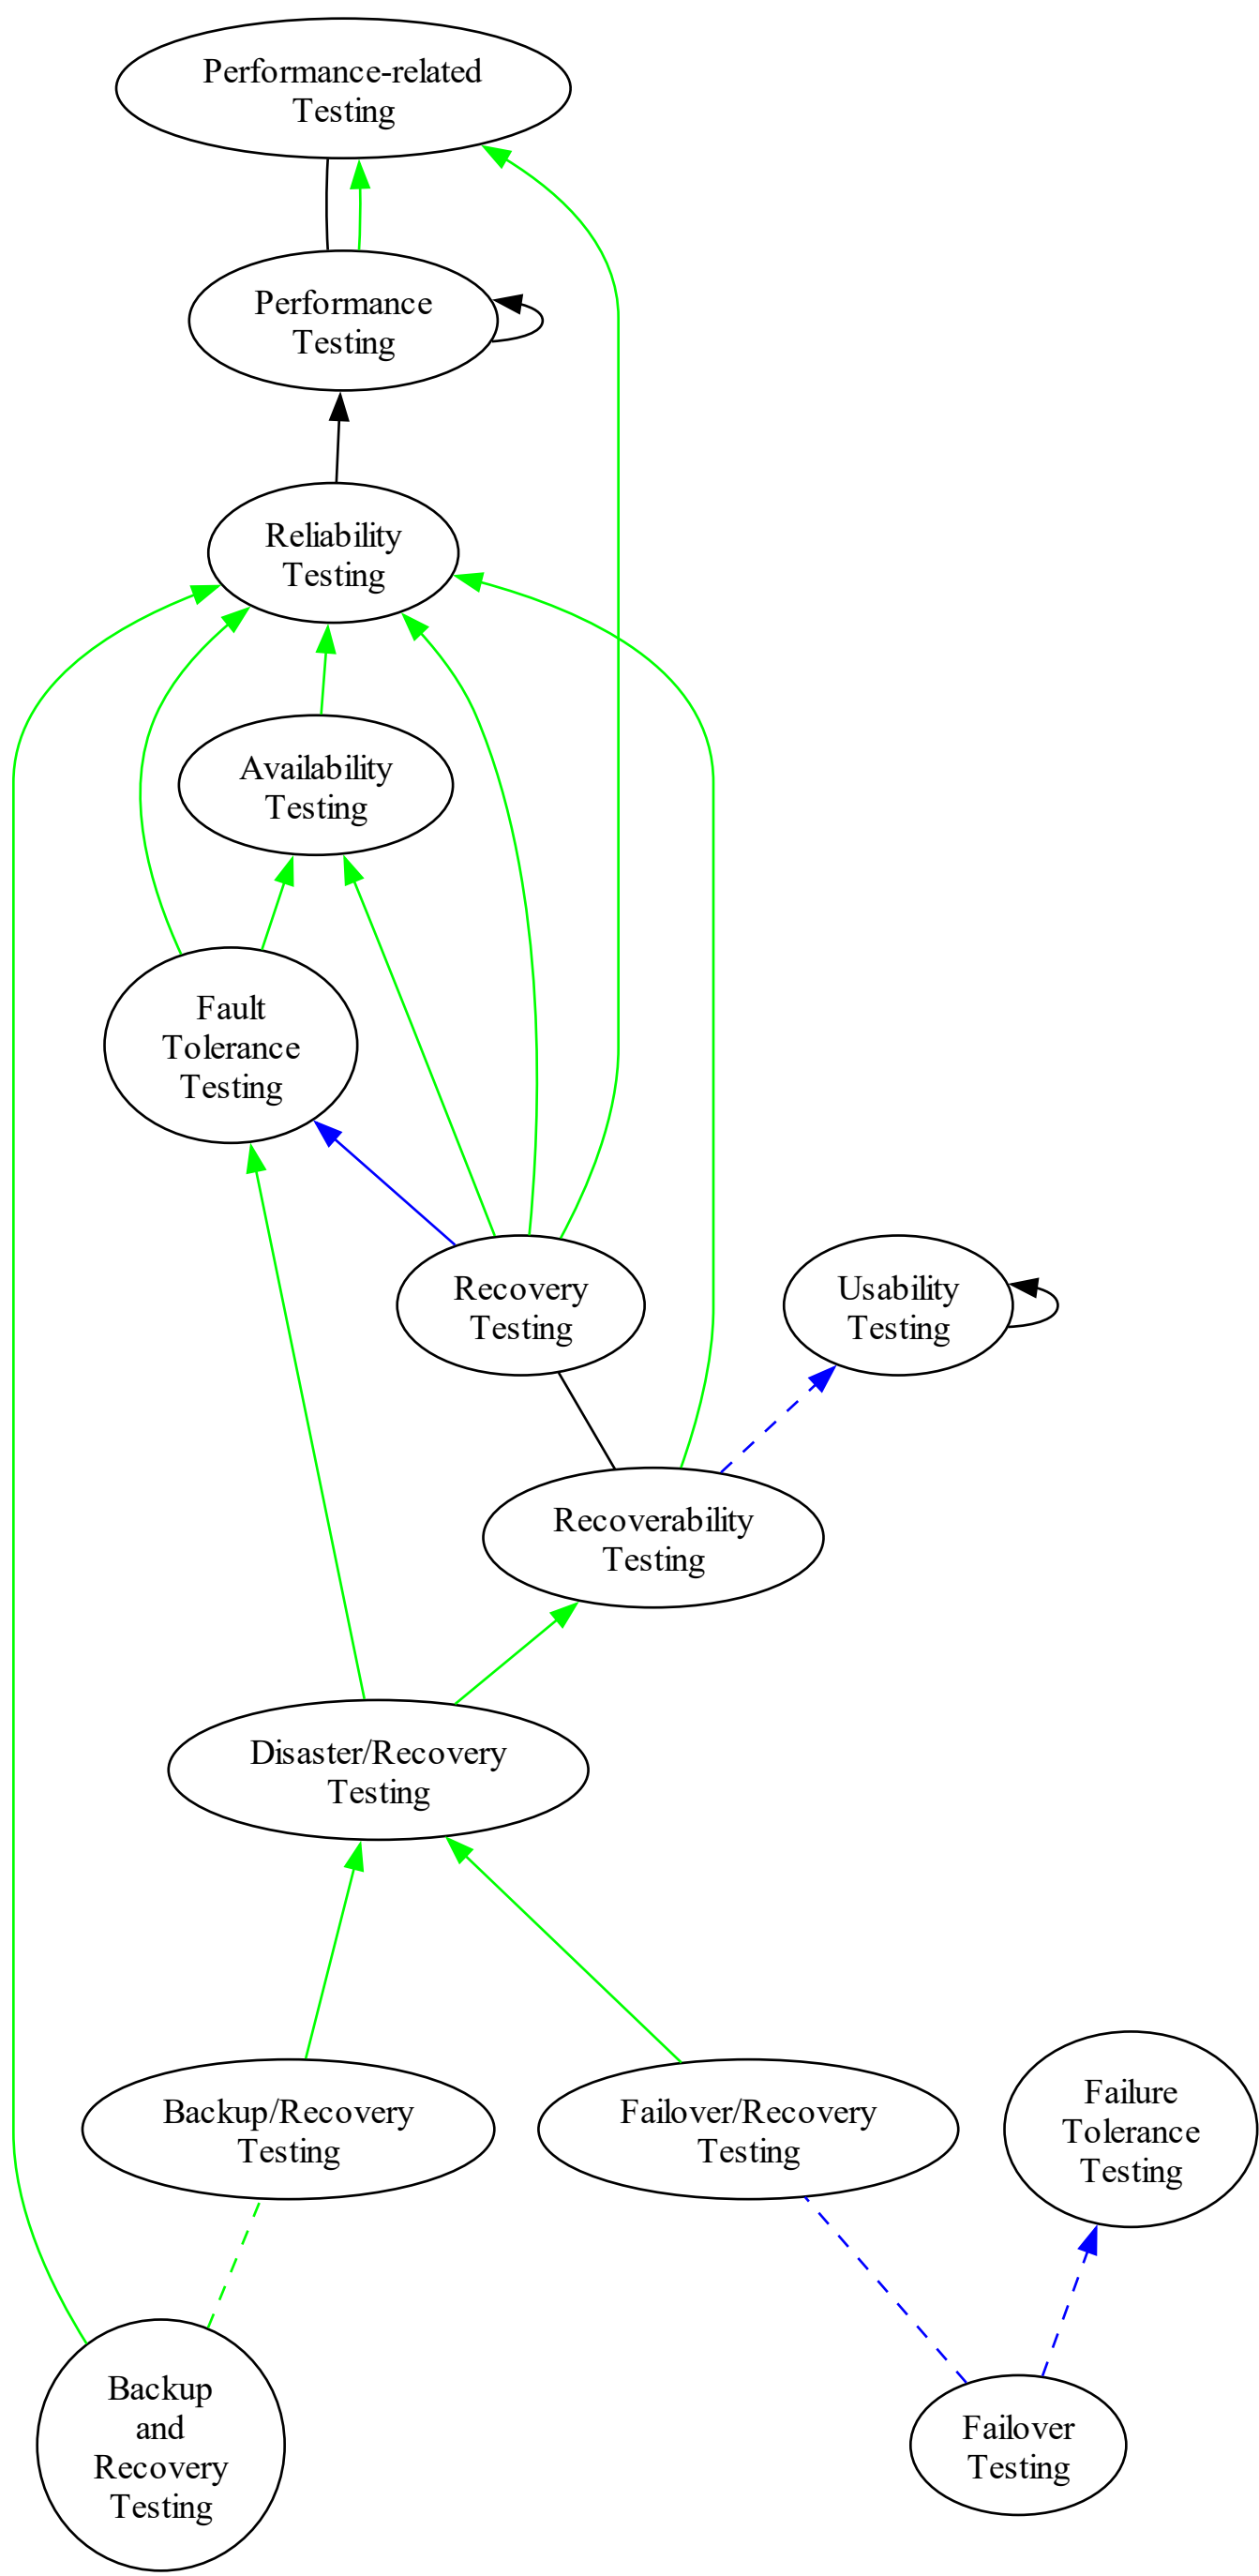 Performance-related
Testing
Performance
Testing
Reliability
Testing
Availability
Testing
Fault
Tolerance
Testing
Recovery
Testing
Usability
Testing
Recoverability
Testing
Disaster/Recovery
Testing
Backup/Recovery
Testing
Failover/Recovery
Testing
Failure
Tolerance
Testing
Backup
and
Recovery
Testing
Failover
Testing